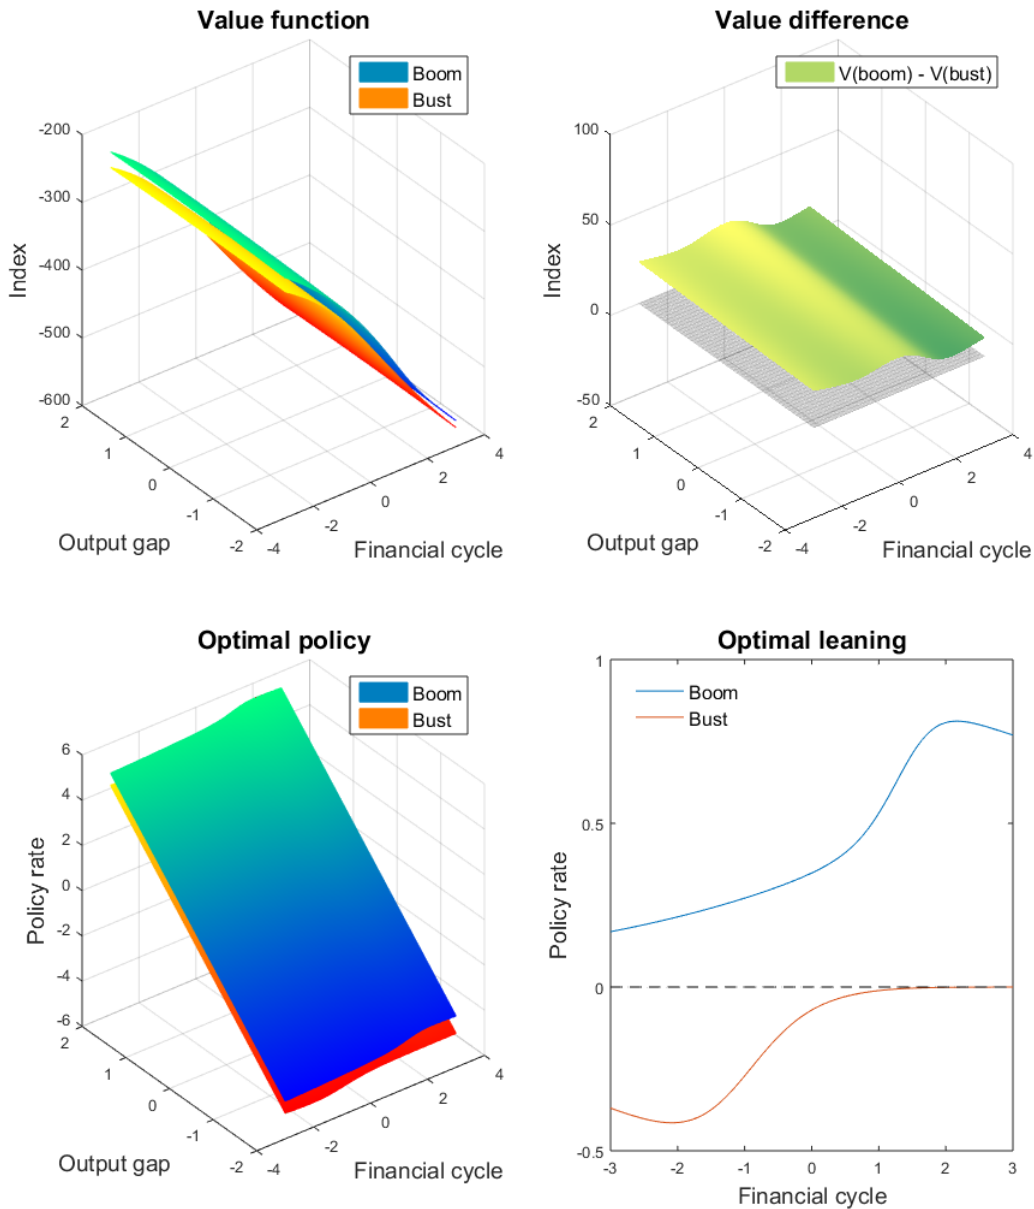 Value function
Boom
Bust
Index
-200
-300
-400
-500
-600
2
1
0
-1
-2
-4
-2
0
2
4
Output gap
Financial cycle
Value difference
V(boom) - V(bust)
Index
100
50
0
-50
2
1
0
-1
-2
-4
-2
0
2
4
Output gap
Financial cycle
Optimal policy
Boom
Bust
Policy rate
6
4
2
0
-2
-4
-6
2
1
0
-1
-2
-4
-2
0
2
4
Output gap
Financial cycle
Optimal leaning
Boom
Bust
Policy rate
1
0.5
0
-0.5
-3
-2
-1
0
1
2
3
Financial cycle